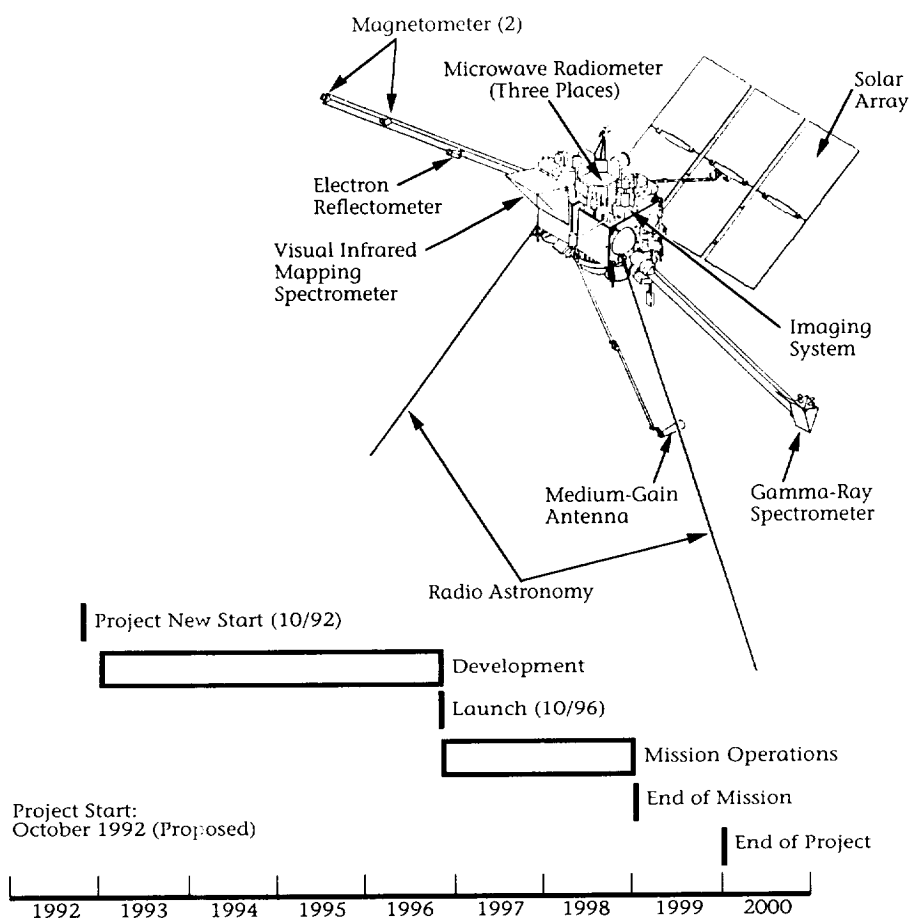 Magnetometer (2)
Microwave Radiometer
(Three Places)
Solar
Array
Electron
Reflectometer
Visual Infrared
Mapping
Spectrometer
Imaging
System
Medium-Gain
Antenna
Gamma-Ray
Spectrometer
Radio Astronomy
Project New Start (10/92)
Development
Launch (10/96)
Mission Operations
End of Mission
Project Start:
October 1992 (Proposed)
End of Project
1992 1993 1994 1995 1996 1997 1998 1999 2000